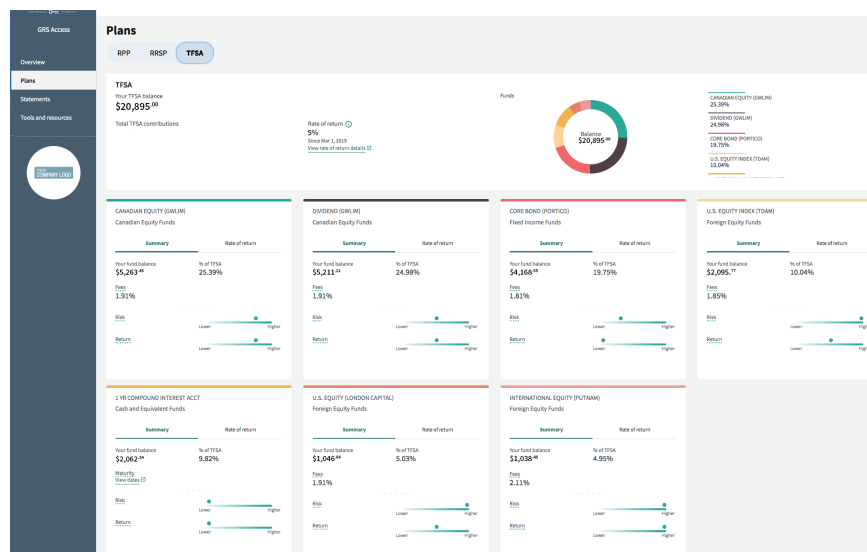 GRS Access
Overview
Plans
Statements
Tools and resources
YOUR
COMPANY LOGO
Plans
RPP RRSP TFSA
TFSA
Your TFSA balance
$20,895.00
Total TFSA contributions
Rate of return
5%
Since Mar 1, 2019
View rate of return details
Funds
Balance
$20,895.00
CANADIAN EQUITY (GWLIM)
25.39%
DIVIDEND (GWLIM)
24.98%
CORE BOND (PORTICO)
19.75%
U.S. EQUITY INDEX (TDAM)
10.04%
CANADIAN EQUITY (GWLIM)
Canadian Equity Funds
Summary Rate of return
Your fund balance % of TFSA
$5,263.45 25.39%
Fees
1.91%
Risk
Lower Higher
Return
Lower Higher
DIVIDEND (GWLIM)
Canadian Equity Funds
Summary Rate of return
Your fund balance % of TFSA
$5,211.21 24.98%
Fees
1.91%
Risk
Lower Higher
Return
Lower Higher
CORE BOND (PORTICO)
Fixed Income Funds
Summary Rate of return
Your fund balance % of TFSA
$4,168.55 19.75%
Fees
1.81%
Risk
Lower Higher
Return
Lower Higher
U.S. EQUITY INDEX (TDAM)
Foreign Equity Funds
Summary Rate of return
Your fund balance % of TFSA
$2,095.77 10.04%
Fees
1.85%
Risk
Lower
Return
Lower
1 YR COMPOUND INTEREST ACCT
Cash and Equivalent Funds
Summary Rate of return
Your fund balance % of TFSA
$2,062.34 9.82%
Maturity
View dates
Risk
Lower Higher
Return
Lower Higher
U.S. EQUITY (LONDON CAPITAL)
Foreign Equity Funds
Summary Rate of return
Your fund balance % of TFSA
$1,046.84 5.03%
Fees
1.91%
Risk
Lower Higher
Return
Lower Higher
INTERNATIONAL EQUITY (PUTNAM)
Foreign Equity Funds
Summary Rate of return
Your fund balance % of TFSA
$1,038.40 4.95%
Fees
2.11%
Risk
Lower Higher
Return
Lower Higher